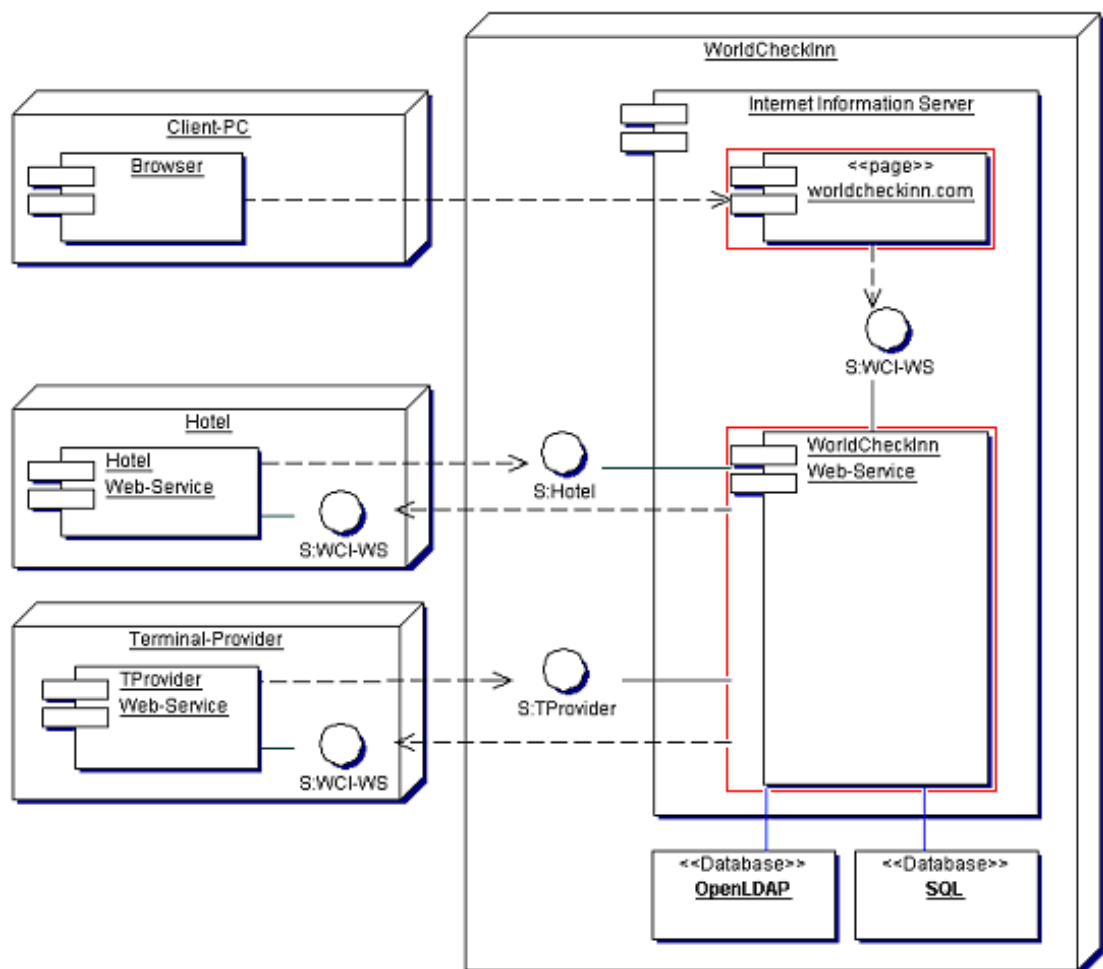 WorldCheckInn
Internet Information Server
Client-PC
Browser
<<page>>
worldcheckinn.com
S:WCI-WS
Hotel
Hotel
Web-Service
S:WCI-WS
S:Hotel
WorldCheckInn
Web-Service
Terminal-Provider
TProvider
Web-Service
S:WCI-WS
S:TProvider
<<Database>>
OpenLDAP
<<Database>>
SQL